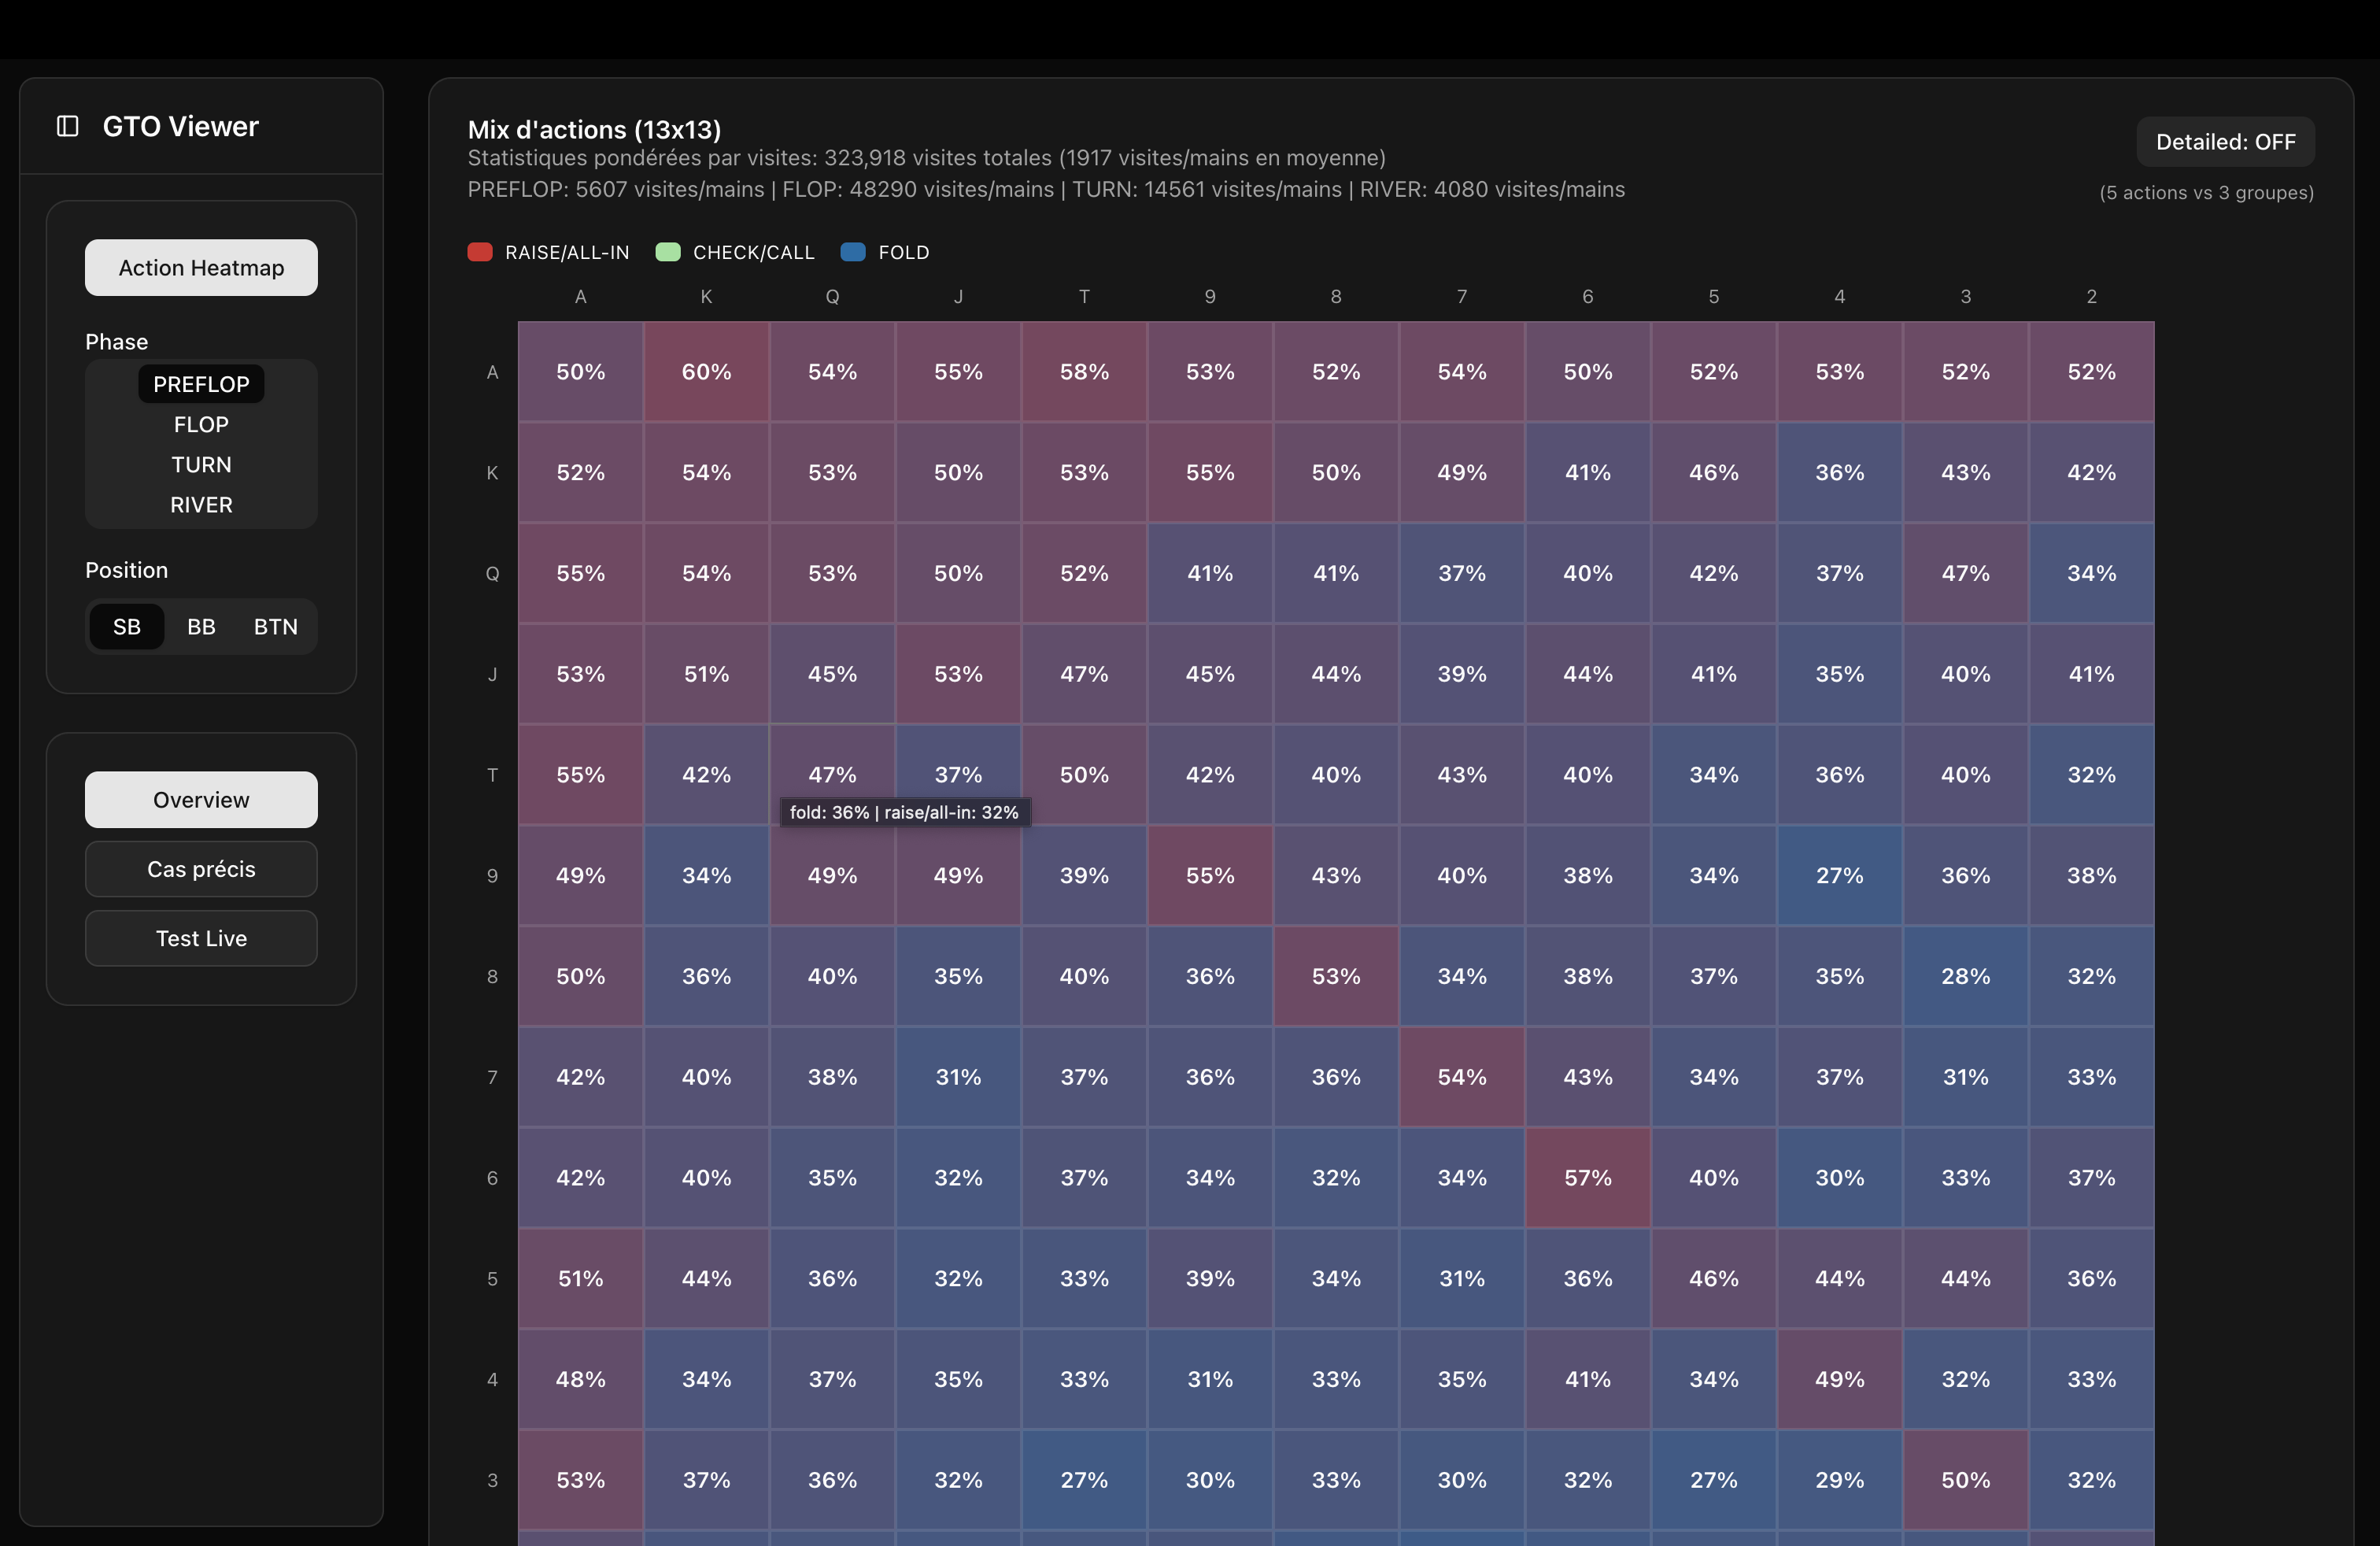 GTO Viewer
Action Heatmap
Phase
PREFLOP
FLOP
TURN
RIVER
Position
SB BB BTN
Overview
Cas précis
Test Live
Mix d'actions (13x13)
Statistiques pondérées par visites: 323,918 visites totales (1917 visites/mains en moyenne)
PREFLOP: 5607 visites/mains | FLOP: 48290 visites/mains | TURN: 14561 visites/mains | RIVER: 4080 visites/mains
Detailed: OFF
(5 actions vs 3 groupes)
RAISE/ALL-IN CHECK/CALL FOLD
A K Q J T 9 8 7 6 5 4 3 2
A 50% 60% 54% 55% 58% 53% 52% 54% 50% 52% 53% 52% 52%
K 52% 54% 53% 50% 53% 55% 50% 49% 41% 46% 36% 43% 42%
Q 55% 54% 53% 50% 52% 41% 41% 37% 40% 42% 37% 47% 34%
J 53% 51% 45% 53% 47% 45% 44% 39% 44% 41% 35% 40% 41%
T 55% 42% 47% 37% 50% 42% 40% 43% 40% 34% 36% 40% 32%
fold: 36% | raise/all-in: 32%
9 49% 34% 49% 49% 39% 55% 43% 40% 38% 34% 27% 36% 38%
8 50% 36% 40% 35% 40% 36% 53% 34% 38% 37% 35% 28% 32%
7 42% 40% 38% 31% 37% 36% 36% 54% 43% 34% 37% 31% 33%
6 42% 40% 35% 32% 37% 34% 32% 34% 57% 40% 30% 33% 37%
5 51% 44% 36% 32% 33% 39% 34% 31% 36% 46% 44% 44% 36%
4 48% 34% 37% 35% 33% 31% 33% 35% 41% 34% 49% 32% 33%
3 53% 37% 36% 32% 27% 30% 33% 30% 32% 27% 29% 50% 32%